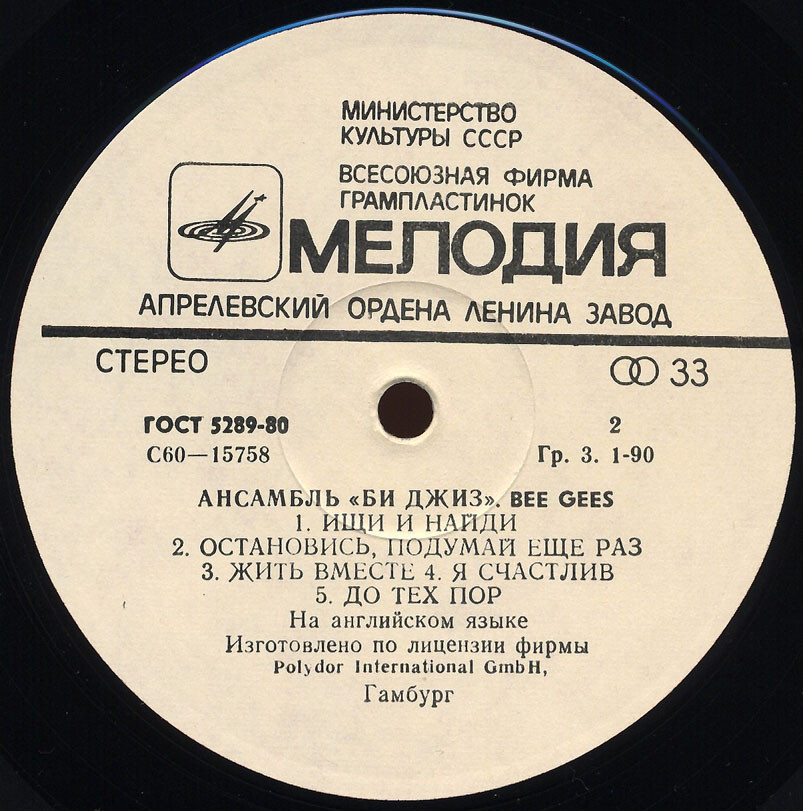 МИНИСТЕРСТВО
КУЛЬТУРЫ СССР
ВСЕСОЮЗНАЯ ФИРМА
ГРАМПЛАСТИНОК
МЕЛОДИЯ
АПРЕЛЕВСКИЙ ОРДЕНА ЛЕНИНА ЗАВОД
СТЕРЕО 33
ГОСТ 5289-80 2
С60—15758 Гр. 3. 1-90
АНСАМБЛЬ «БИ ДЖИЗ». BEE GEES
1. ИЩИ И НАЙДИ
2. ОСТАНОВИСЬ, ПОДУМАЙ ЕЩЕ РАЗ
3. ЖИТЬ ВМЕСТЕ 4. Я СЧАСТЛИВ
5. ДО ТЕХ ПОР
На английском языке
Изготовлено по лицензии фирмы
Polydor International GmbH,
Гамбург